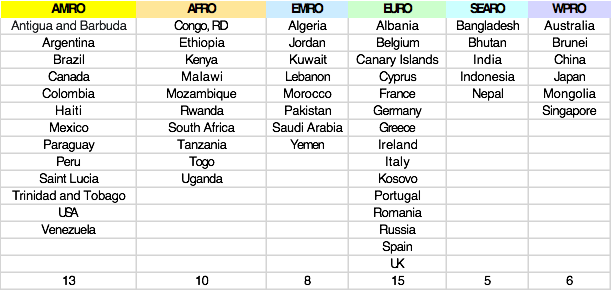 AMRO AFRO EMRO EURO SEARO WPRO
Antigua and Barbuda Congo, RD Algeria Albania Bangladesh Australia
Argentina Ethiopia Jordan Belgium Bhutan Brunei
Brazil Kenya Kuwait Canary Islands India China
Canada Malawi Lebanon Cyprus Indonesia Japan
Colombia Mozambique Morocco France Nepal Mongolia
Haiti Rwanda Pakistan Germany Singapore
Mexico South Africa Saudi Arabia Greece
Paraguay Tanzania Yemen Ireland
Peru Togo Italy
Saint Lucia Uganda Kosovo
Trinidad and Tobago Portugal
USA Romania
Venezuela Russia
Spain
UK
13 10 8 15 5 6